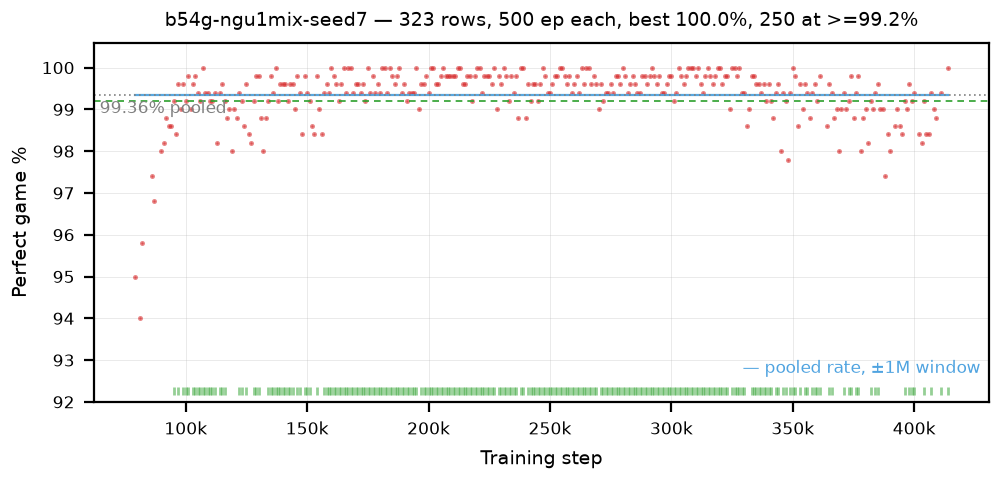 b54g-ngu1mix-seed7 — 323 rows, 500 ep each, best 100.0%, 250 at >=99.2%
Perfect game %
100
99
98
97
96
95
94
93
92
99.36% pooled
— pooled rate, ±1M window
100k 150k 200k 250k 300k 350k 400k
Training step